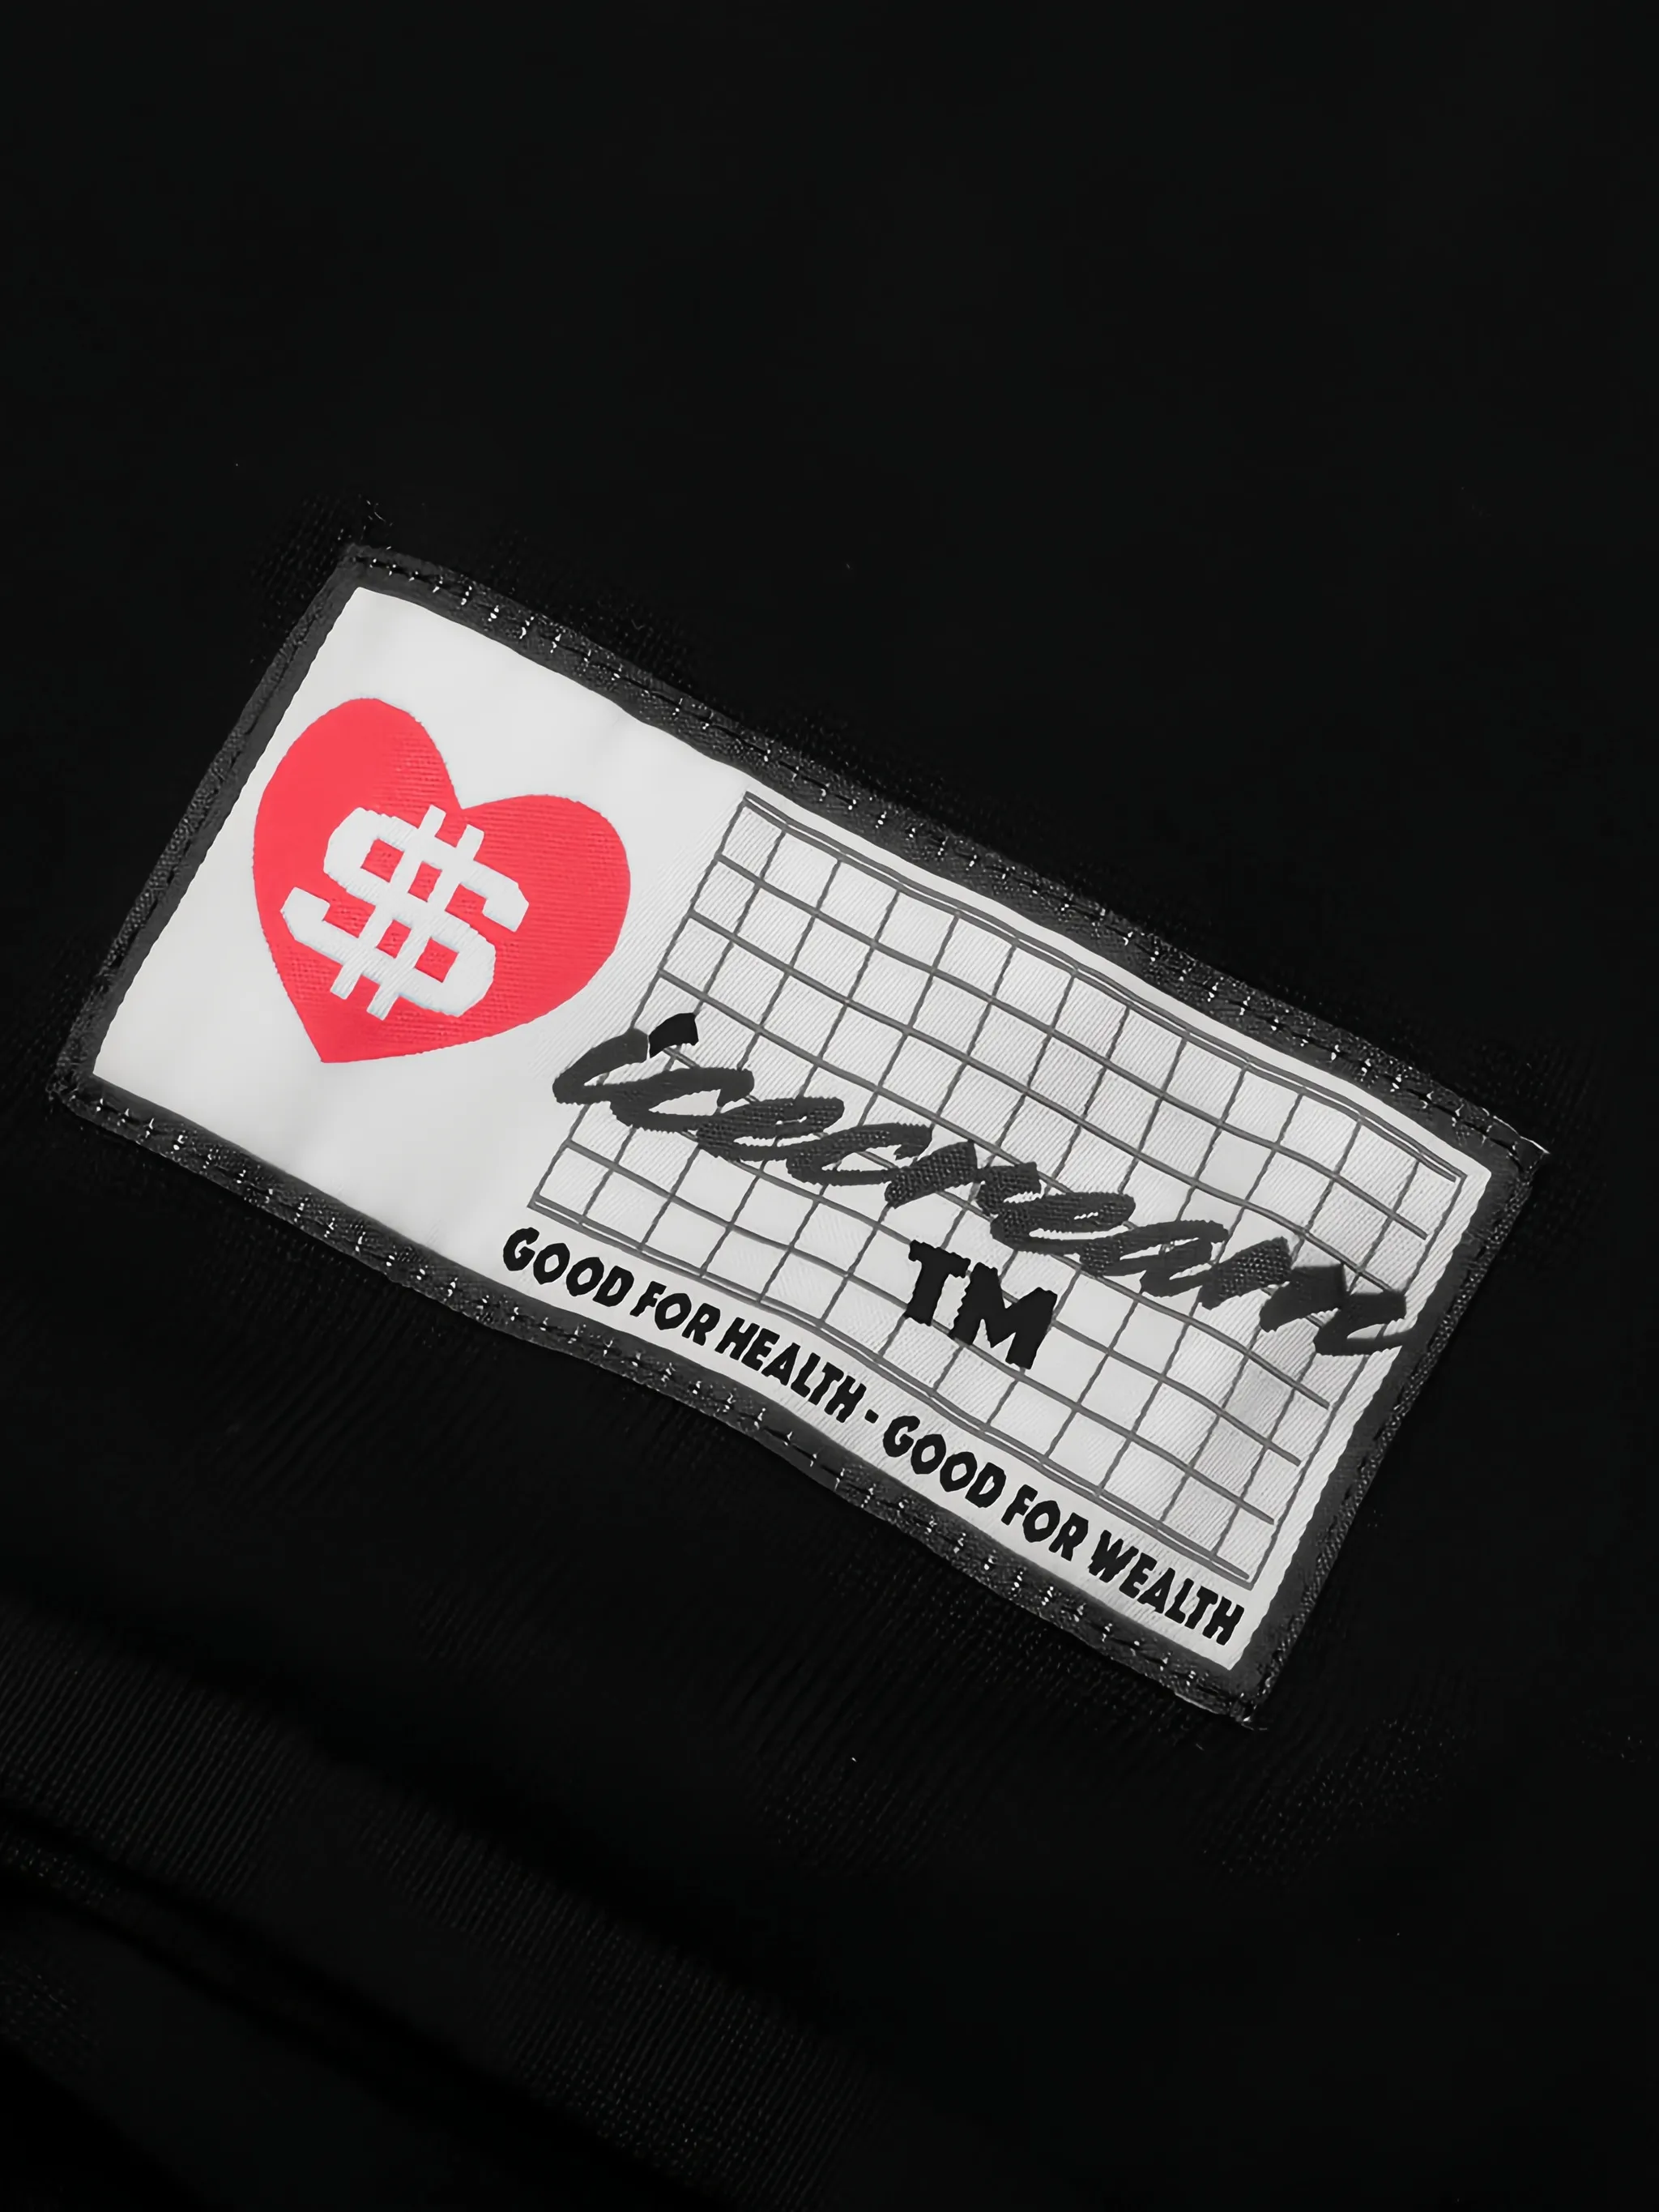 $
icecream
TM
GOOD FOR HEALTH - GOOD FOR WEALTH